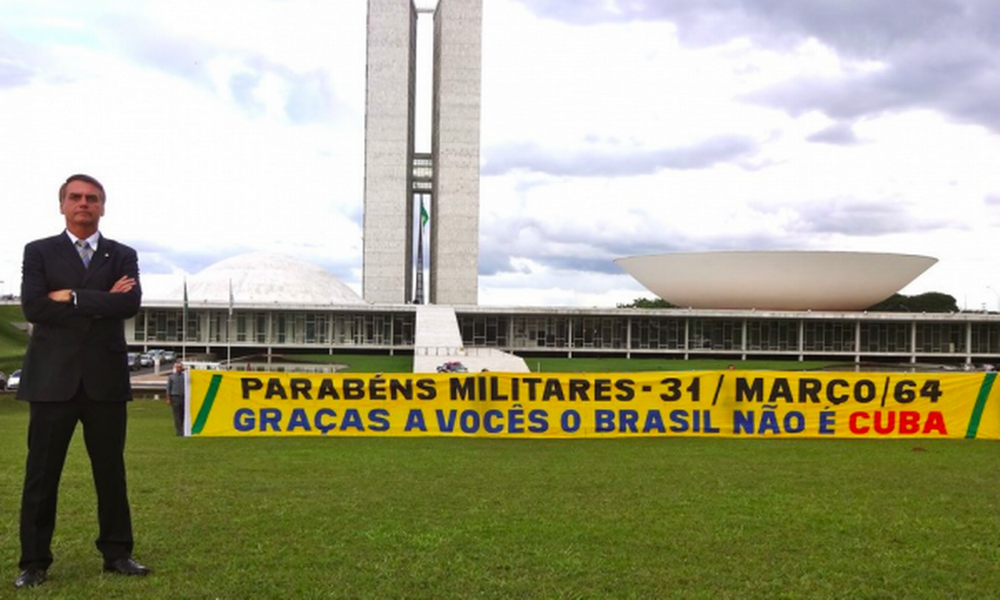 PARABÉNS MILITARES - 31 / MARÇO/64
GRAÇAS A VOCÊS O BRASIL NÃO É CUBA